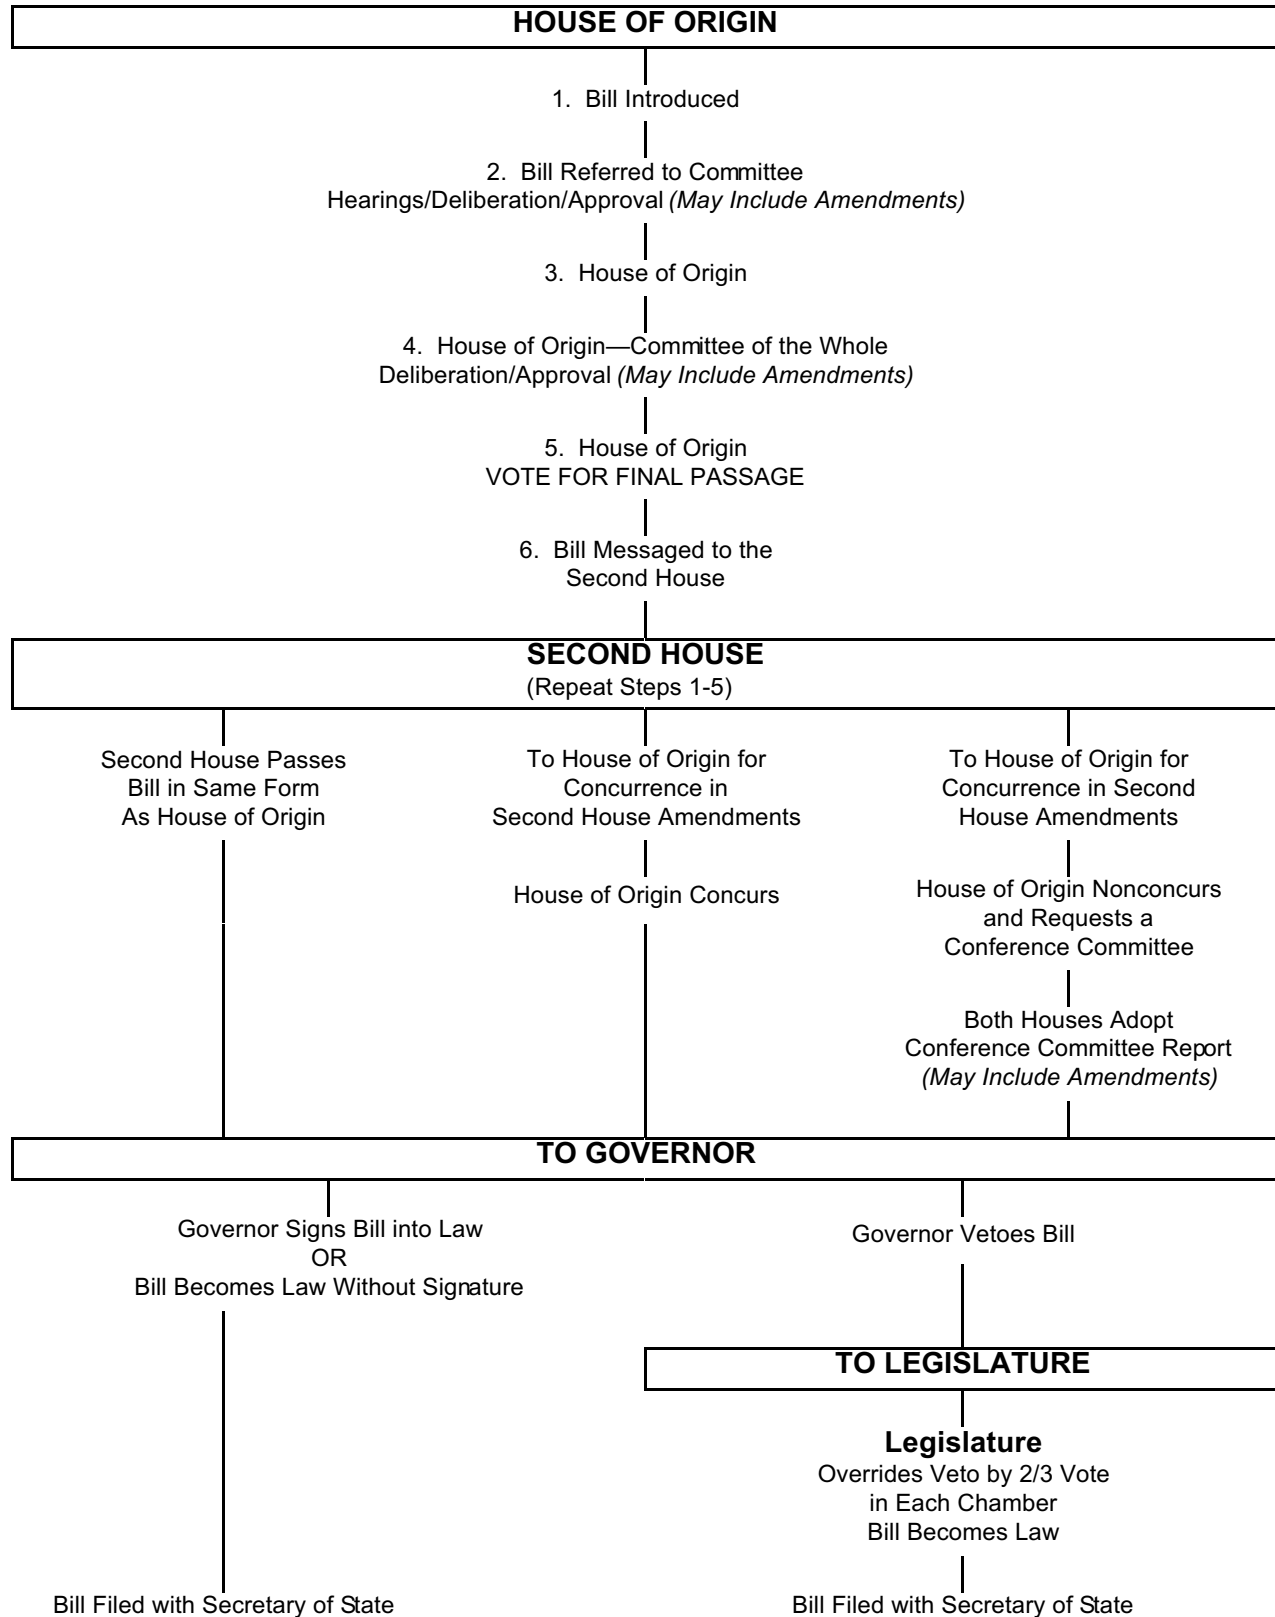 HOUSE OF ORIGIN
1. Bill Introduced
2. Bill Referred to Committee
Hearings/Deliberation/Approval (May Include Amendments)
3. House of Origin
4. House of Origin—Committee of the Whole
Deliberation/Approval (May Include Amendments)
5. House of Origin
VOTE FOR FINAL PASSAGE
6. Bill Messaged to the
Second House
SECOND HOUSE
(Repeat Steps 1-5)
Second House Passes
Bill in Same Form
As House of Origin
To House of Origin for
Concurrence in
Second House Amendments
House of Origin Concurs
To House of Origin for
Concurrence in Second
House Amendments
House of Origin Nonconcurs
and Requests a
Conference Committee
Both Houses Adopt
Conference Committee Report
(May Include Amendments)
TO GOVERNOR
Governor Signs Bill into Law
OR
Bill Becomes Law Without Signature
Bill Filed with Secretary of State
Governor Vetoes Bill
TO LEGISLATURE
Legislature
Overrides Veto by 2/3 Vote
in Each Chamber
Bill Becomes Law
Bill Filed with Secretary of State